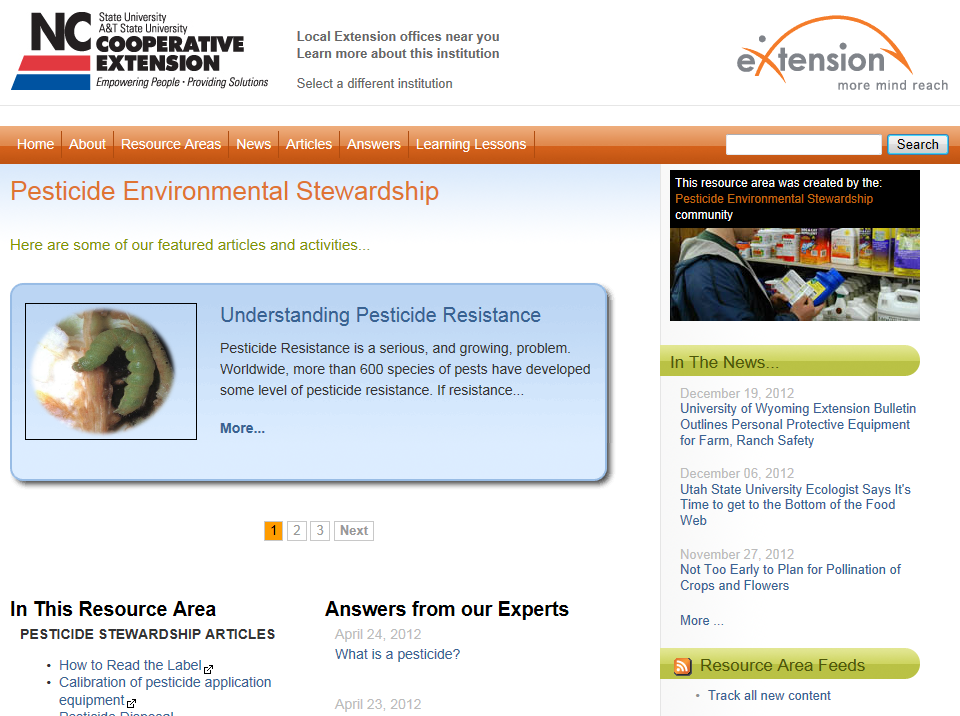 NC State University
A&T State University
COOPERATIVE
EXTENSION
Empowering People · Providing Solutions
Local Extension offices near you
Learn more about this institution
Select a different institution
eXtension
more mind reach
Home About Resource Areas News Articles Answers Learning Lessons Search
Pesticide Environmental Stewardship
Here are some of our featured articles and activities...
Understanding Pesticide Resistance
Pesticide Resistance is a serious, and growing, problem.
Worldwide, more than 600 species of pests have developed
some level of pesticide resistance. If resistance...
More...
1 2 3 Next
In This Resource Area
PESTICIDE STEWARDSHIP ARTICLES
• How to Read the Label
• Calibration of pesticide application
equipment
Pesticide Disposal
Answers from our Experts
April 24, 2012
What is a pesticide?
April 23, 2012
This resource area was created by the:
Pesticide Environmental Stewardship
community
In The News...
December 19, 2012
University of Wyoming Extension Bulletin
Outlines Personal Protective Equipment
for Farm, Ranch Safety
December 06, 2012
Utah State University Ecologist Says It's
Time to get to the Bottom of the Food
Web
November 27, 2012
Not Too Early to Plan for Pollination of
Crops and Flowers
More ...
Resource Area Feeds
• Track all new content